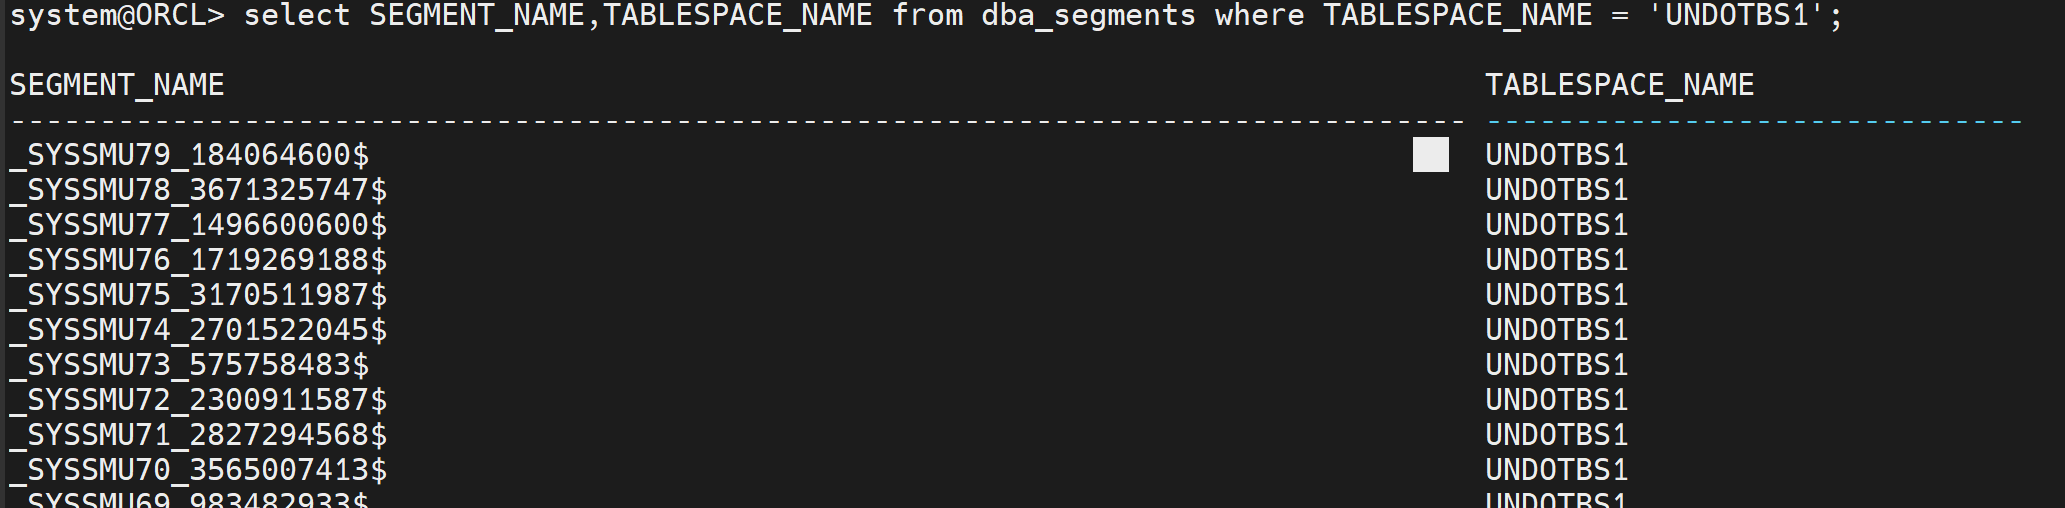 system@ORCL> select SEGMENT_NAME,TABLESPACE_NAME from dba_segments where TABLESPACE_NAME = 'UNDOTBS1';
SEGMENT_NAME TABLESPACE_NAME
--------------------------------------------------------------------------------- ------------------------------
_SYSSMU79_184064600$ UNDOTBS1
_SYSSMU78_3671325747$ UNDOTBS1
_SYSSMU77_1496600600$ UNDOTBS1
_SYSSMU76_1719269188$ UNDOTBS1
_SYSSMU75_3170511987$ UNDOTBS1
_SYSSMU74_2701522045$ UNDOTBS1
_SYSSMU73_575758483$ UNDOTBS1
_SYSSMU72_2300911587$ UNDOTBS1
_SYSSMU71_2827294568$ UNDOTBS1
_SYSSMU70_3565007413$ UNDOTBS1
_SYSSMU69_983482933$ UNDOTBS1